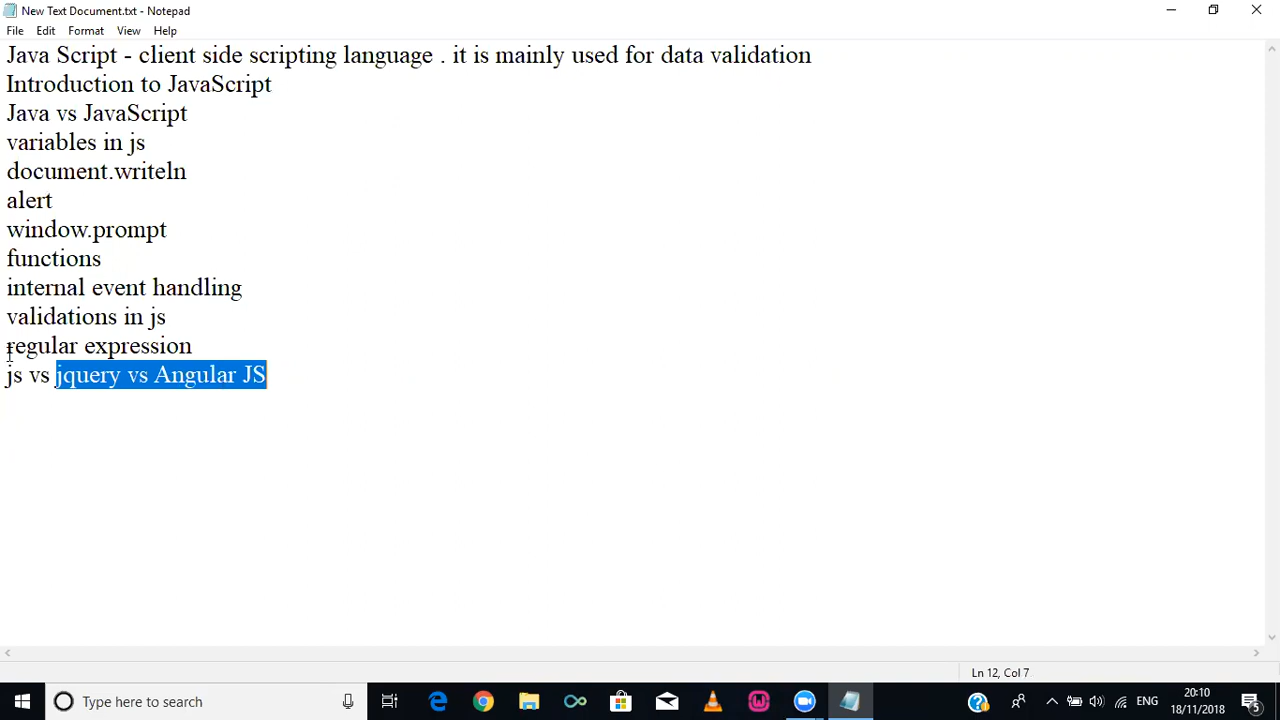 New Text Document.txt - Notepad
File Edit Format View Help
Java Script - client side scripting language . it is mainly used for data validation
Introduction to JavaScript
Java vs JavaScript
variables in js
document.writeln
alert
window.prompt
functions
internal event handling
validations in js
regular expression
js vs jquery vs Angular JS
Ln 12, Col 7
Type here to search
ENG
20:10
18/11/2018
5